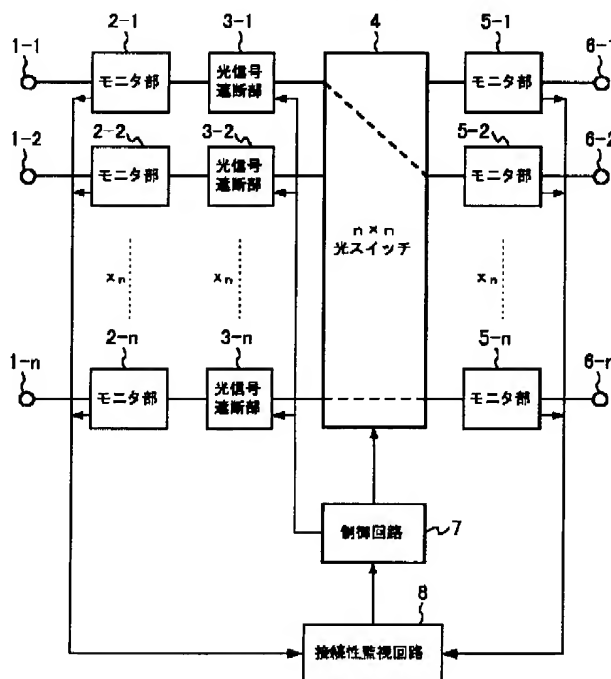 2-1
3-1
4
5-1
1-1
6-1
モニタ部
光信号
遮断部
モニタ部
1-2
2-2
3-2
5-2
6-2
モニタ部
光信号
遮断部
モニタ部
n×n
光スイッチ
×n
×n
×n
2-n
3-n
5-n
1-n
6-n
モニタ部
光信号
遮断部
モニタ部
制御回路
7
8
接続性監視回路